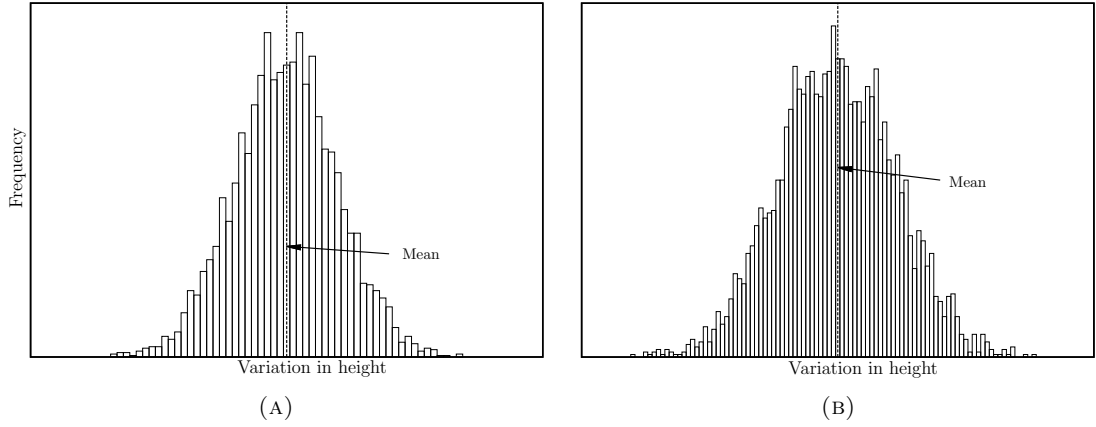 Frequency
Mean
Variation in height
(A)
Mean
Variation in height
(B)